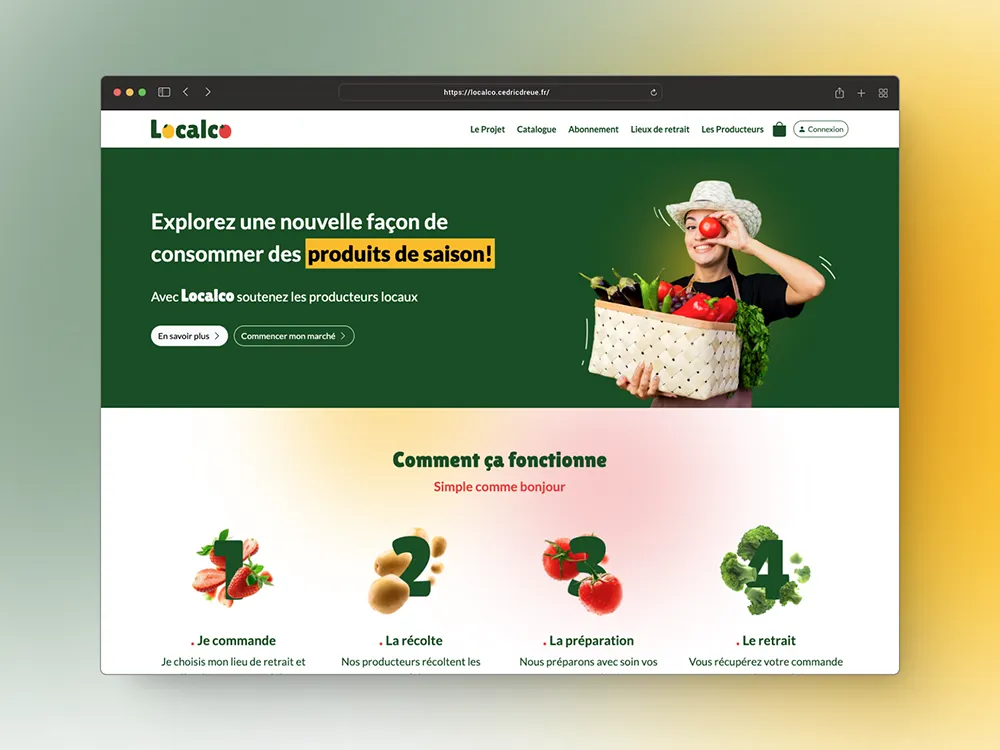 https://localco.cedricdreue.fr/
Localco
Le Projet Catalogue Abonnement Lieux de retrait Les Producteurs Connexion
Explorez une nouvelle façon de
consommer des produits de saison!
Avec Localco soutenez les producteurs locaux
En savoir plus Commencer mon marché
Comment ça fonctionne
Simple comme bonjour
1 2 3 4
. Je commande . La récolte . La préparation . Le retrait
Je choisis mon lieu de retrait et Nos producteurs récoltent les Nous préparons avec soin vos Vous récupérez votre commande